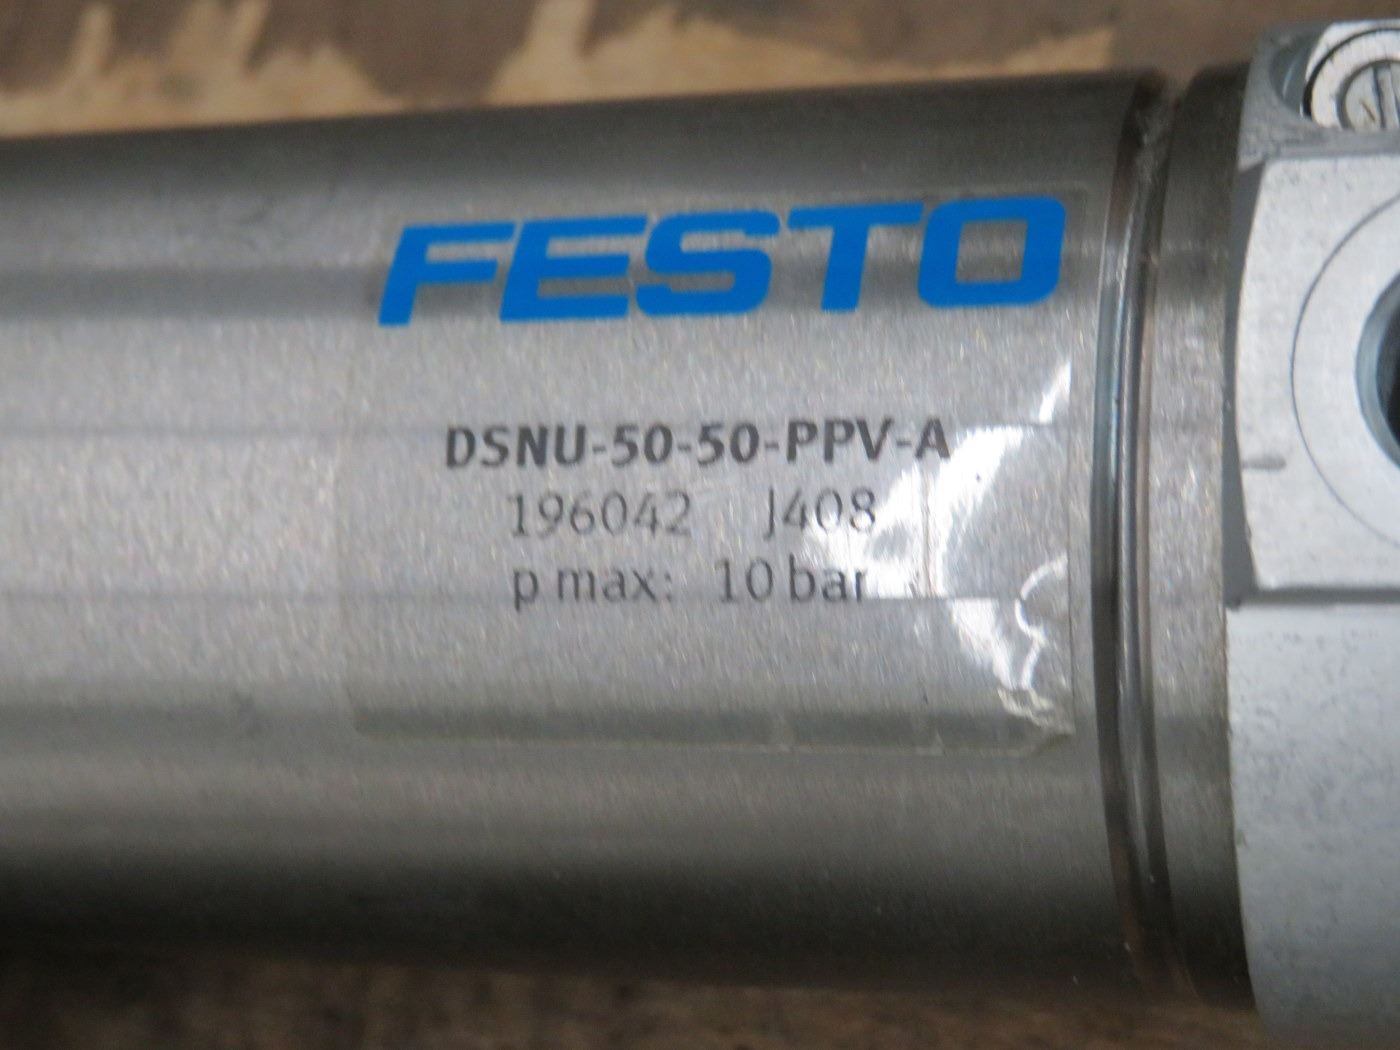 FESTO
DSNU-50-50-PPV-A
196042 J408
p max: 10 bar